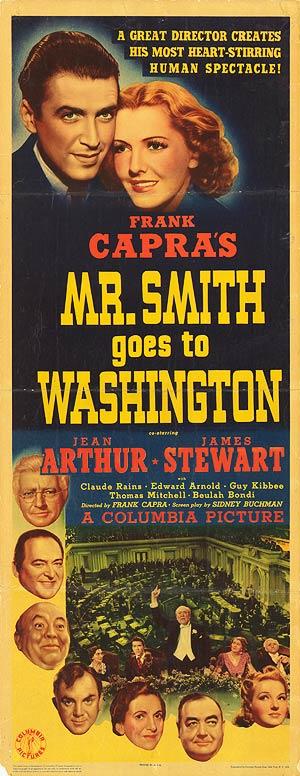 A GREAT DIRECTOR CREATES
HIS MOST HEART-STIRRING
HUMAN SPECTACLE!
FRANK
CAPRA'S
MR. SMITH
goes to
WASHINGTON
co-starring
JEAN JAMES
ARTHUR ★ STEWART
with
Claude Rains · Edward Arnold · Guy Kibbee
Thomas Mitchell · Beulah Bondi
Directed by FRANK CAPRA · Screen play by SIDNEY BUCHMAN
A COLUMBIA PICTURE
COLUMBIA
PICTURES